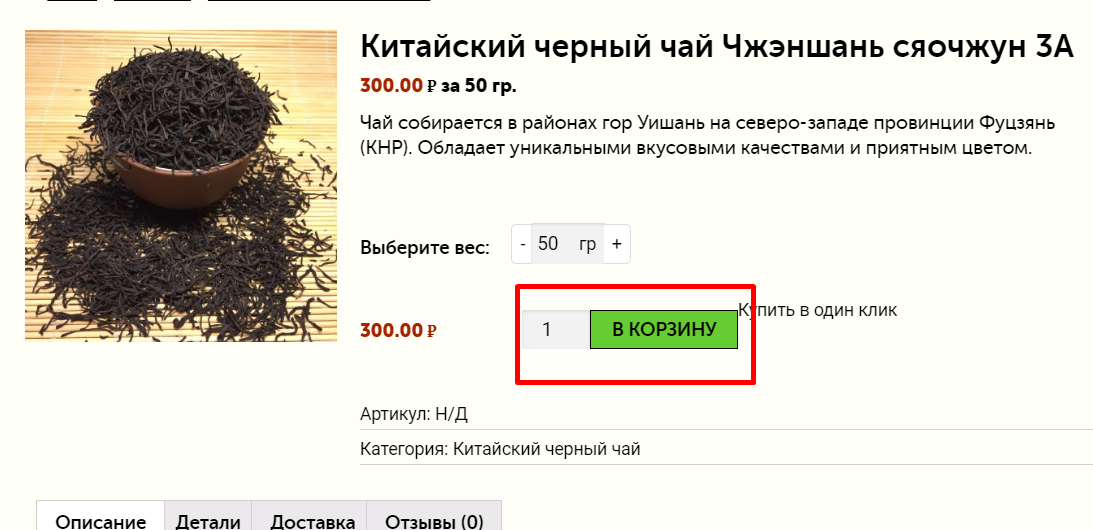 Китайский черный чай Чжэншань сяочжун 3А
300.00 ₽ за 50 гр.
Чай собирается в районах гор Уишань на северо-западе провинции Фуцзянь
(КНР). Обладает уникальными вкусовыми качествами и приятным цветом.
Выберите вес: - 50 гр +
300.00 ₽ 1 В КОРЗИНУ Купить в один клик
Артикул: Н/Д
Категория: Китайский черный чай
Описание Детали Доставка Отзывы (0)